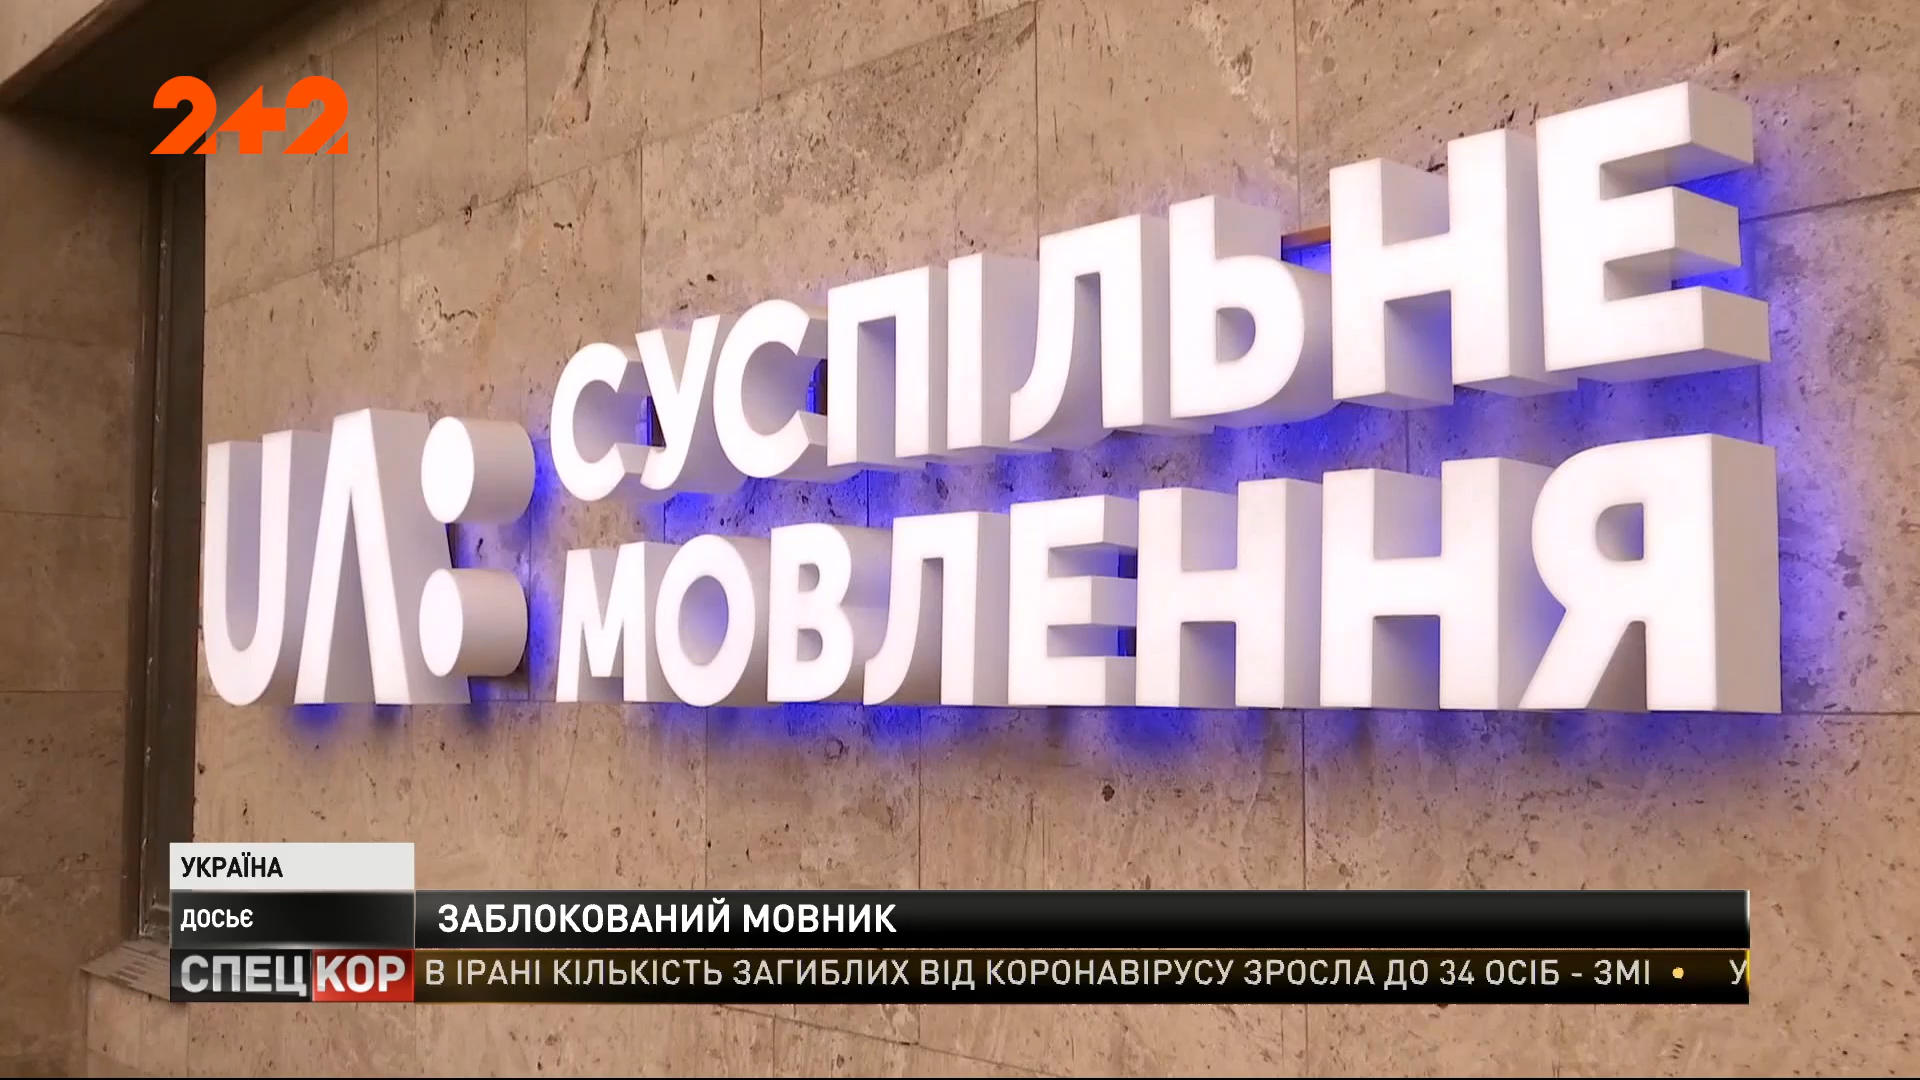 2+2
UA: СУСПІЛЬНЕ
МОВЛЕННЯ
УКРАЇНА
ДОСЬЄ
ЗАБЛОКОВАНИЙ МОВНИК
СПЕЦКОР
В ІРАНІ КІЛЬКІСТЬ ЗАГИБЛИХ ВІД КОРОНАВІРУСУ ЗРОСЛА ДО 34 ОСІБ - ЗМІ • У